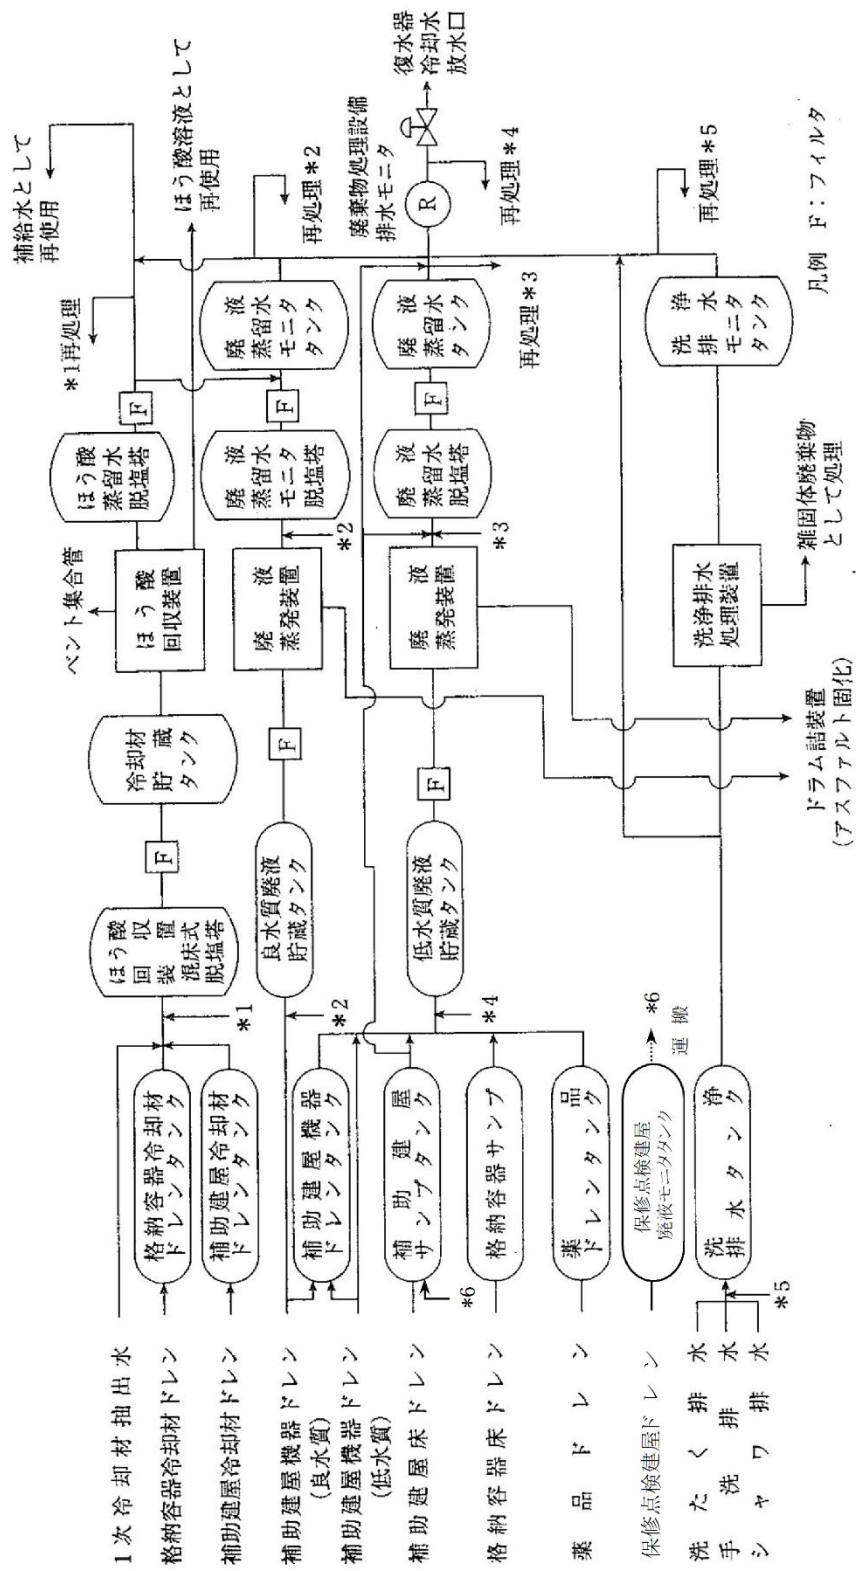 1次冷却材抽出水
格納容器冷却材ドレン
補助建屋冷却材ドレン
補助建屋機器ドレン
(良水質)
補助建屋機器ドレン
(低水質)
補助建屋床ドレン
格納容器床ドレン
薬品ドレン
保修点検建屋ドレン
洗たく排水
手洗排水
シャワ排水
格納容器冷却材
ドレンタンク
補助建屋冷却材
ドレンタンク
補助建屋機器
ドレンタンク
補助建屋
サンプタンク
*6
格納容器サンプ
薬品
ドレンタンク
保修点検建屋
廃液モニタタンク
*6
運搬
洗浄
排水タンク
*5
*1
*2
*4
ほう酸
回収
装置
混床式
脱塩塔
F
冷却材
貯蔵
タンク
ほう酸
回収装置
ベント集合管
ほう酸
蒸留水
脱塩塔
F
*1再処理
補給水として
再使用
ほう酸溶液として
再使用
良水質廃液
貯蔵タンク
F
廃液
蒸発装置
*2
廃液
蒸留水
モニタ
脱塩塔
F
廃液
蒸留水
モニタ
タンク
再処理*2
低水質廃液
貯蔵タンク
F
廃液
蒸発装置
*3
廃液
蒸留水
脱塩塔
F
廃液
蒸留水
タンク
再処理*3
廃棄物処理設備
排水モニタ
R
再処理*4
復水器
冷却水
放水口
ドラム詰装置
(アスファルト固化)
洗浄排水
処理装置
雑固体廃棄物
として処理
洗浄
排水
モニタ
タンク
再処理*5
凡例 F:フィルタ